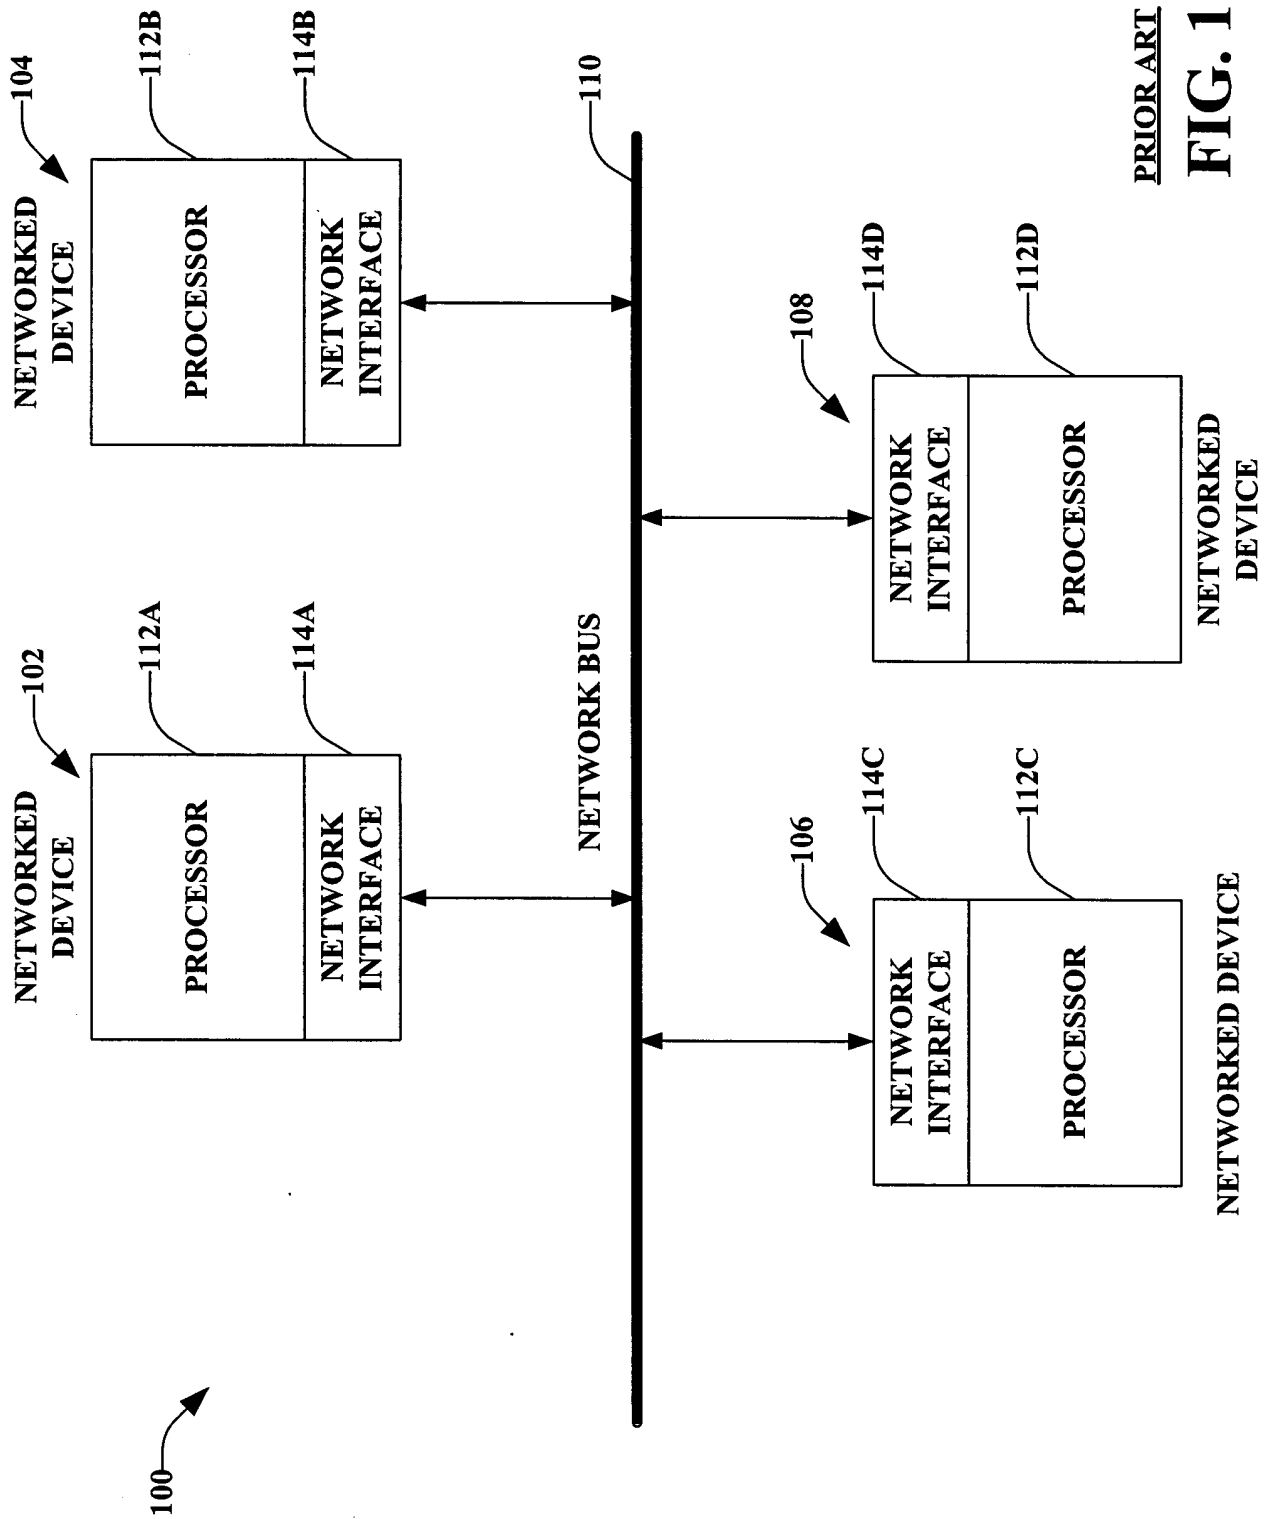 100
NETWORKED
DEVICE
102
PROCESSOR
112A
NETWORK
INTERFACE
114A
NETWORKED
DEVICE
104
PROCESSOR
112B
NETWORK
INTERFACE
114B
NETWORK BUS
110
106
NETWORK
INTERFACE
114C
PROCESSOR
112C
NETWORKED DEVICE
108
NETWORK
INTERFACE
114D
PROCESSOR
112D
NETWORKED
DEVICE
PRIOR ART
FIG. 1